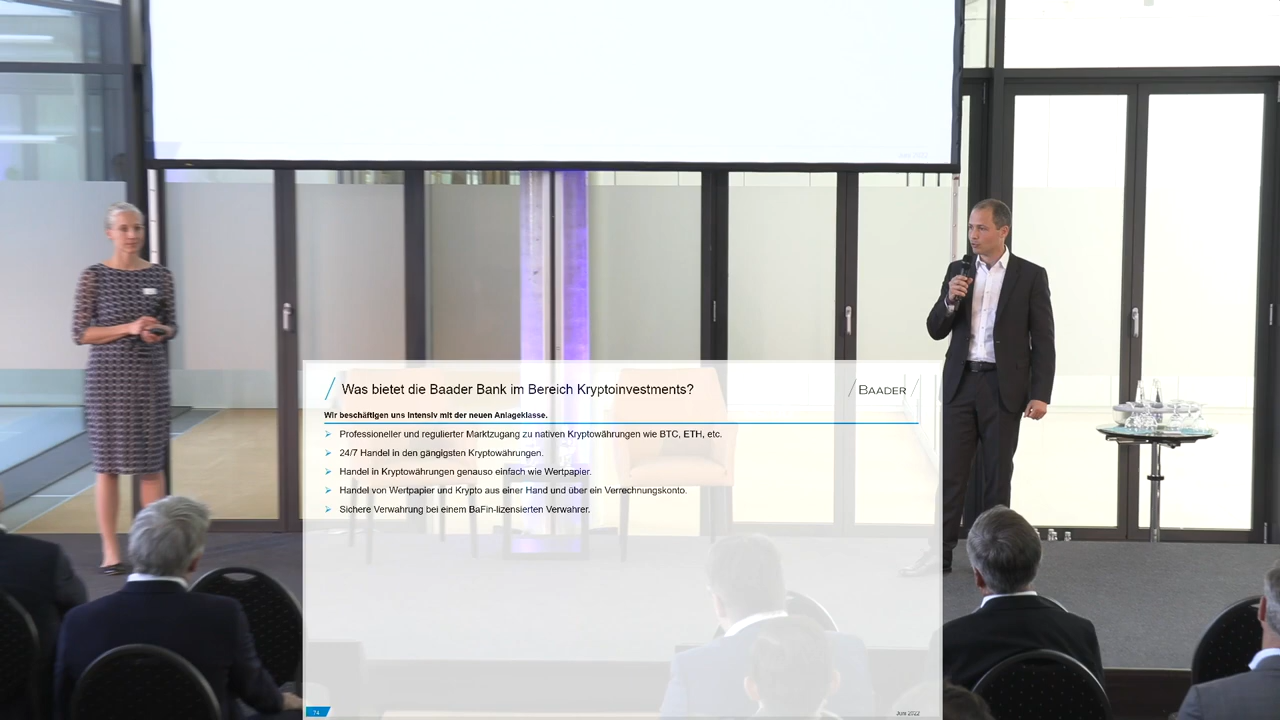 Was bietet die Baader Bank im Bereich Kryptoinvestments?
BAADER
Wir beschäftigen uns intensiv mit der neuen Anlageklasse.
Professioneller und regulierter Marktzugang zu nativen Kryptowährungen wie BTC, ETH, etc.
24/7 Handel in den gängigsten Kryptowährungen.
Handel in Kryptowährungen genauso einfach wie Wertpapier.
Handel von Wertpapier und Krypto aus einer Hand und über ein Verrechnungskonto.
Sichere Verwahrung bei einem BaFin-lizensierten Verwahrer.
74
Juni 2022